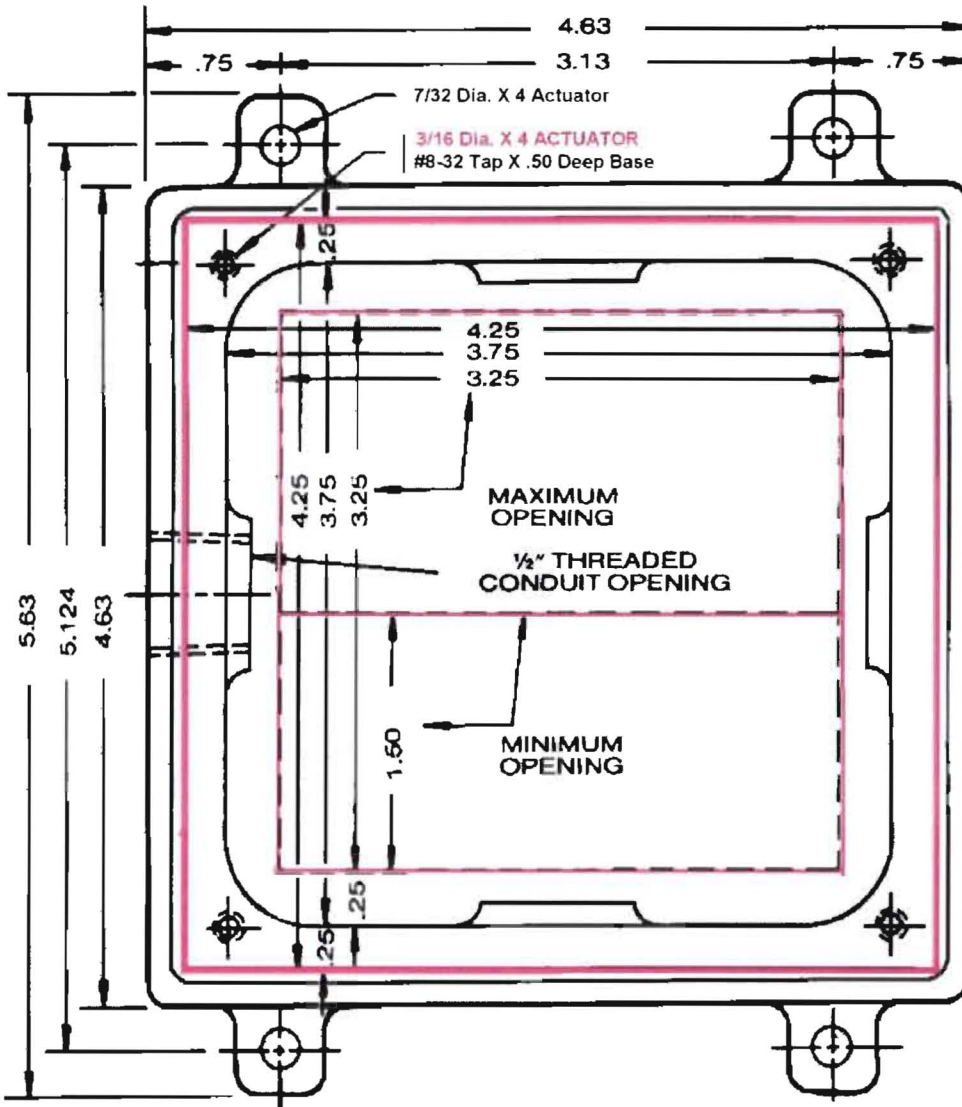 4.63
.75
3.13
.75
7/32 Dia. X 4 Actuator
3/16 Dia. X 4 ACTUATOR
#8-32 Tap X .50 Deep Base
.25
4.25
3.75
3.25
4.25
3.75
3.25
MAXIMUM
OPENING
½" THREADED
CONDUIT OPENING
5.63
5.124
4.63
1.50
MINIMUM
OPENING
.25
.25